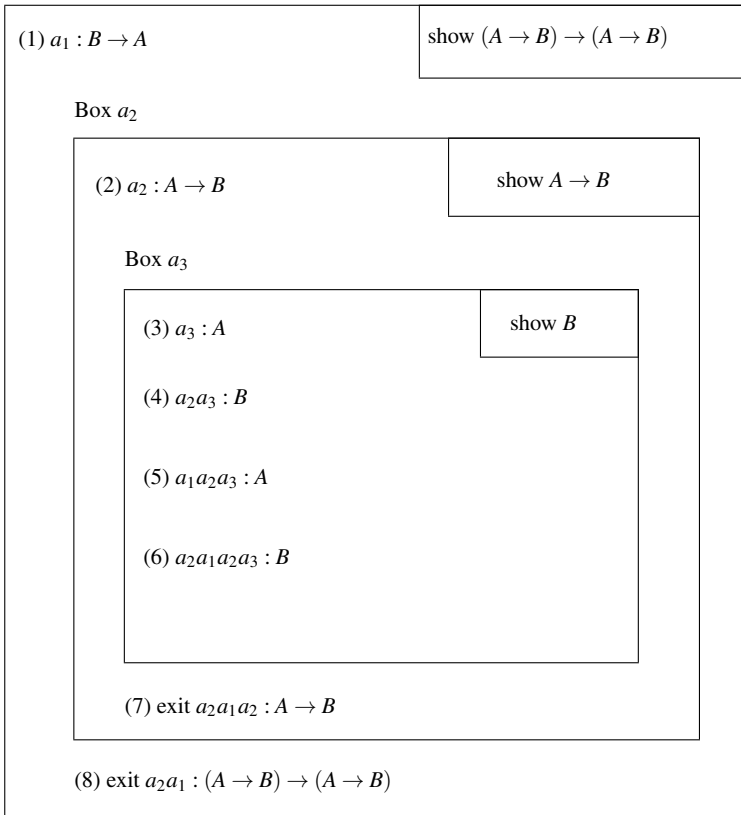 (1) a₁ : B → A show (A → B) → (A → B)
Box a₂
(2) a₂ : A → B show A → B
Box a₃
(3) a₃ : A show B
(4) a₂a₃ : B
(5) a₁a₂a₃ : A
(6) a₂a₁a₂a₃ : B
(7) exit a₂a₁a₂ : A → B
(8) exit a₂a₁ : (A → B) → (A → B)